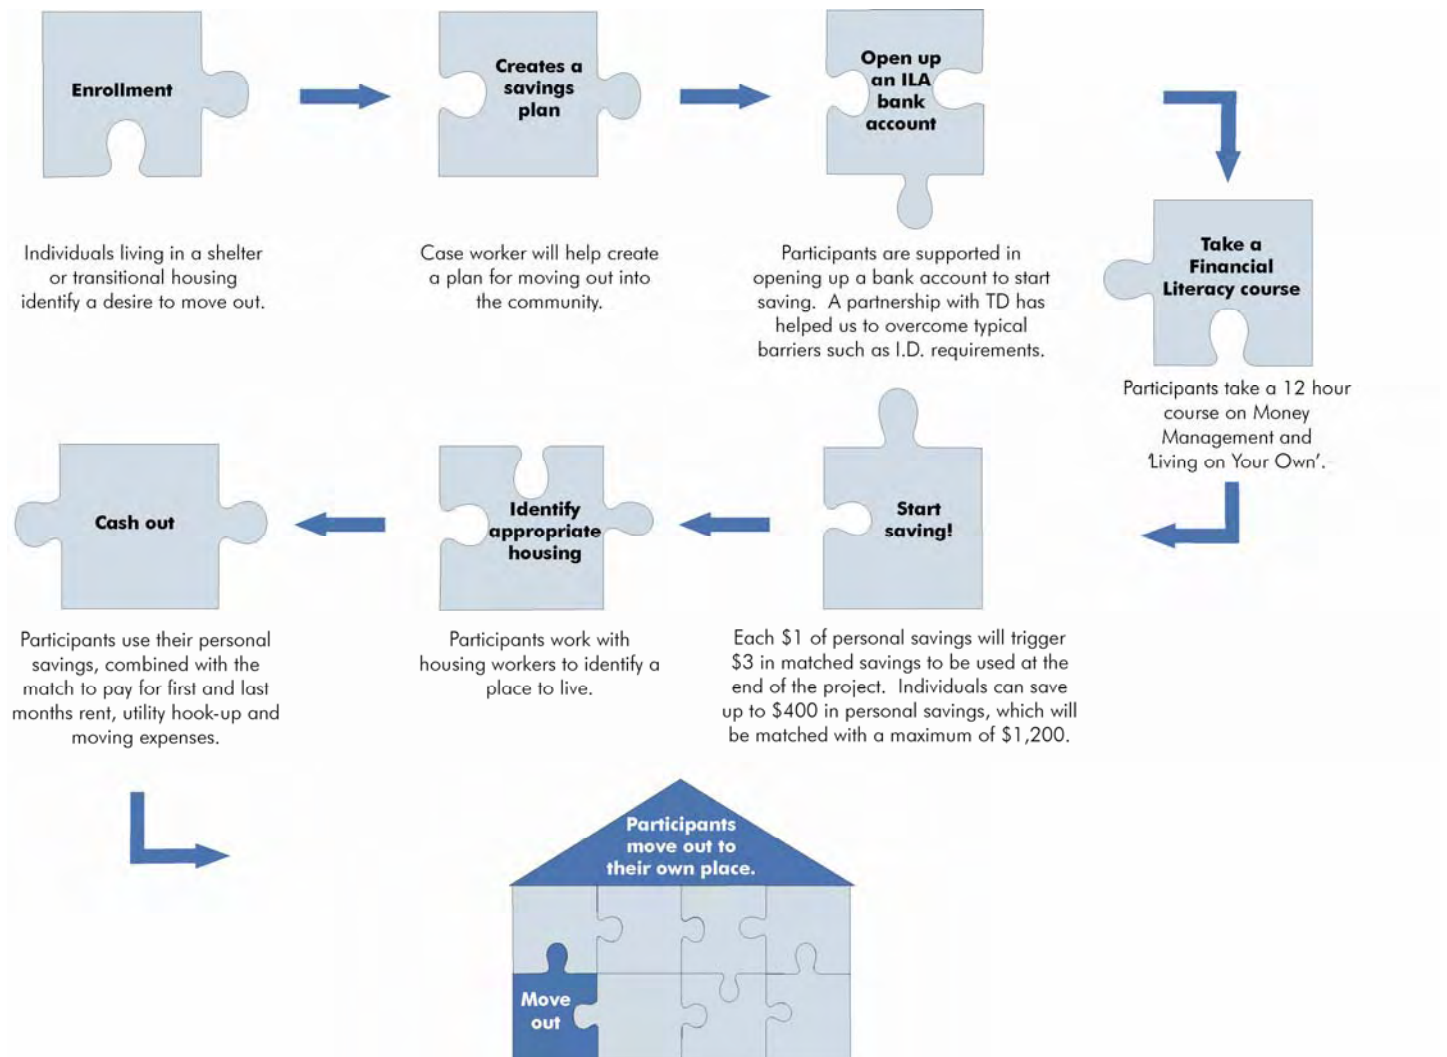 Enrollment
Individuals living in a shelter
or transitional housing
identify a desire to move out.
Creates a
savings
plan
Case worker will help create
a plan for moving out into
the community.
Open up
an ILA
bank
account
Participants are supported in
opening up a bank account to start
saving. A partnership with TD has
helped us to overcome typical
barriers such as I.D. requirements.
Take a
Financial
Literacy course
Participants take a 12 hour
course on Money
Management and
'Living on Your Own'.
Start
saving!
Each $1 of personal savings will trigger
$3 in matched savings to be used at the
end of the project. Individuals can save
up to $400 in personal savings, which will
be matched with a maximum of $1,200.
Identify
appropriate
housing
Participants work with
housing workers to identify a
place to live.
Cash out
Participants use their personal
savings, combined with the
match to pay for first and last
months rent, utility hook-up and
moving expenses.
Participants
move out to
their own place.
Move
out